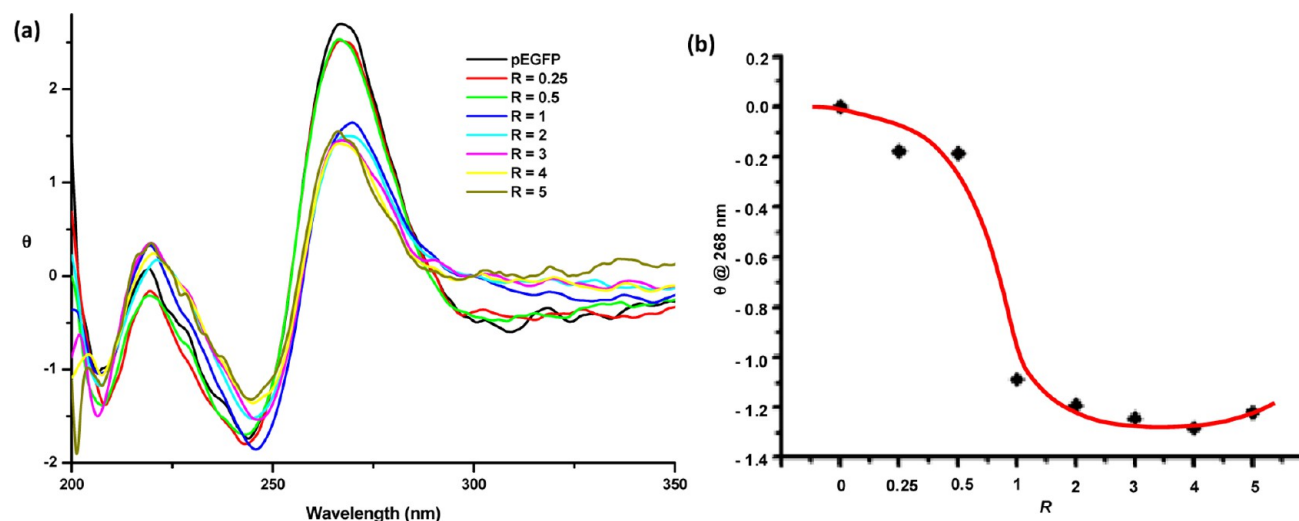 (a)
2
1
0
-1
-2
θ
200
250
300
350
Wavelength (nm)
pEGFP
R = 0.25
R = 0.5
R = 1
R = 2
R = 3
R = 4
R = 5
(b)
0.2
0.0
- 0.2
- 0.4
- 0.6
- 0.8
- 1.0
- 1.2
- 1.4
θ @ 268 nm
0 0.25 0.5 1 2 3 4 5
R